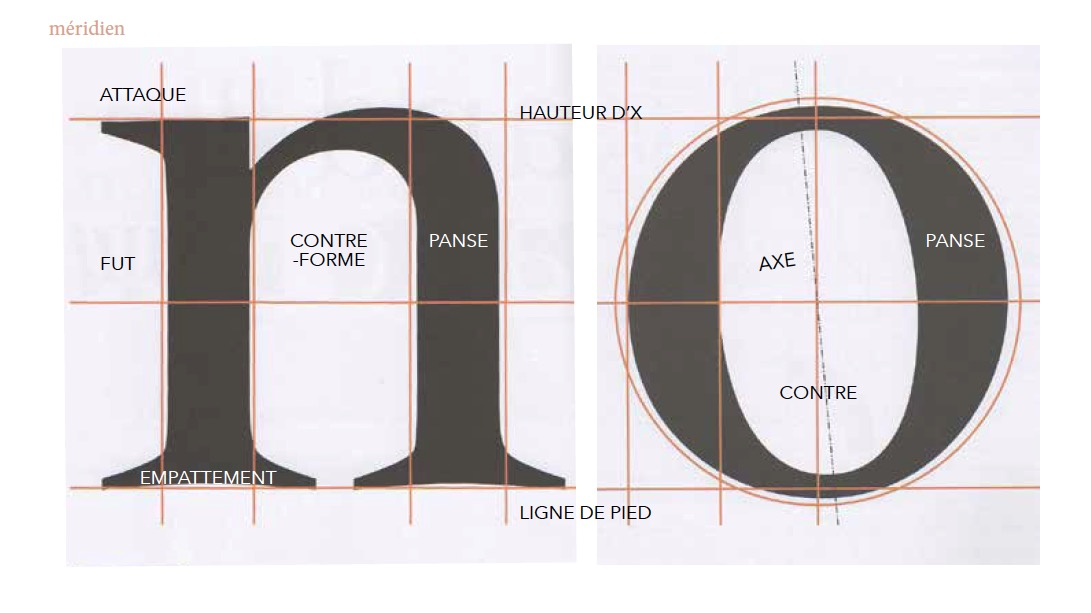 méridien
ATTAQUE
HAUTEUR D'X
CONTRE
-FORME
PANSE
PANSE
FUT
AXE
CONTRE
EMPATTEMENT
LIGNE DE PIED
n
o